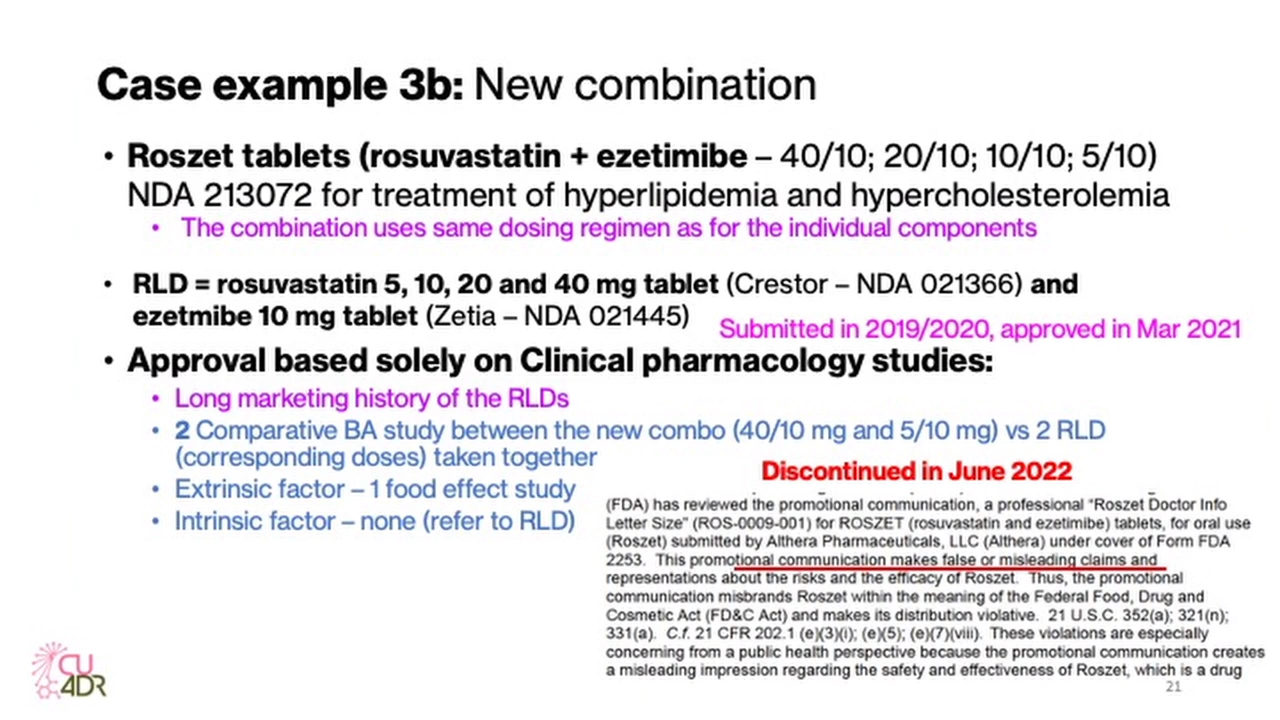 Case example 3b: New combination
• Roszet tablets (rosuvastatin + ezetimibe – 40/10; 20/10; 10/10; 5/10)
NDA 213072 for treatment of hyperlipidemia and hypercholesterolemia
• The combination uses same dosing regimen as for the individual components
• RLD = rosuvastatin 5, 10, 20 and 40 mg tablet (Crestor – NDA 021366) and
ezetmibe 10 mg tablet (Zetia – NDA 021445)
Submitted in 2019/2020, approved in Mar 2021
• Approval based solely on Clinical pharmacology studies:
• Long marketing history of the RLDs
• 2 Comparative BA study between the new combo (40/10 mg and 5/10 mg) vs 2 RLD
(corresponding doses) taken together
• Extrinsic factor – 1 food effect study
• Intrinsic factor – none (refer to RLD)
Discontinued in June 2022
(FDA) has reviewed the promotional communication, a professional “Roszet Doctor Info
Letter Size” (ROS-0009-001) for ROSZET (rosuvastatin and ezetimibe) tablets, for oral use
(Roszet) submitted by Althera Pharmaceuticals, LLC (Althera) under cover of Form FDA
2253. This promotional communication makes false or misleading claims and
representations about the risks and the efficacy of Roszet. Thus, the promotional
communication misbrands Roszet within the meaning of the Federal Food, Drug and
Cosmetic Act (FD&C Act) and makes its distribution violative. 21 U.S.C. 352(a); 321(n);
331(a). C.f. 21 CFR 202.1 (e)(3)(i); (e)(5); (e)(7)(viii). These violations are especially
concerning from a public health perspective because the promotional communication creates
a misleading impression regarding the safety and effectiveness of Roszet, which is a drug
CU
4DR
21